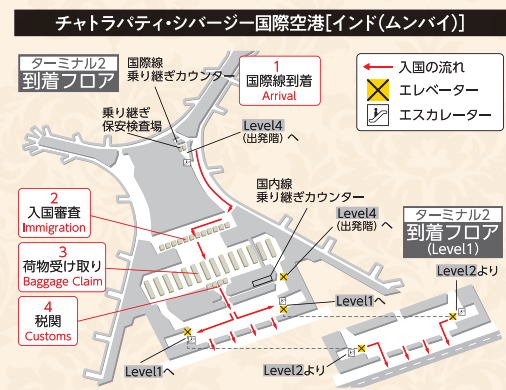 チャトラパティ・シバージー国際空港[インド(ムンバイ)]
ターミナル2
到着フロア
国際線
乗り継ぎカウンター
1
国際線到着
Arrival
入国の流れ
エレベーター
エスカレーター
乗り継ぎ
保安検査場
Level4
(出発階)へ
国内線
乗り継ぎカウンター
2
入国審査
Immigration
Level4
(出発階)へ
ターミナル2
到着フロア
(Level1)
3
荷物受け取り
Baggage Claim
Level2より
4
税関
Customs
Level1へ
Level1へ
Level2より